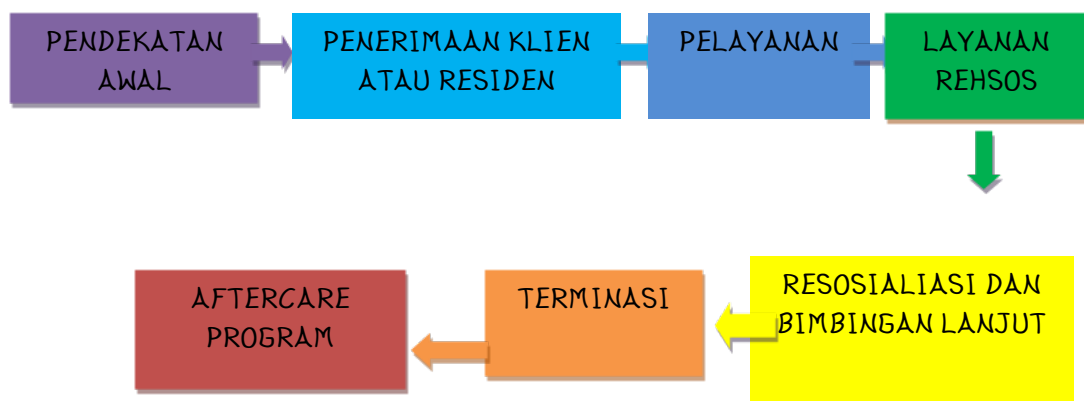 PENDEKATAN
AWAL
PENERIMAAN KLIEN
ATAU RESIDEN
PELAYANAN
LAYANAN
REHSOS
RESOSIALIASI DAN
BIMBINGAN LANJUT
TERMINASI
AFTERCARE
PROGRAM